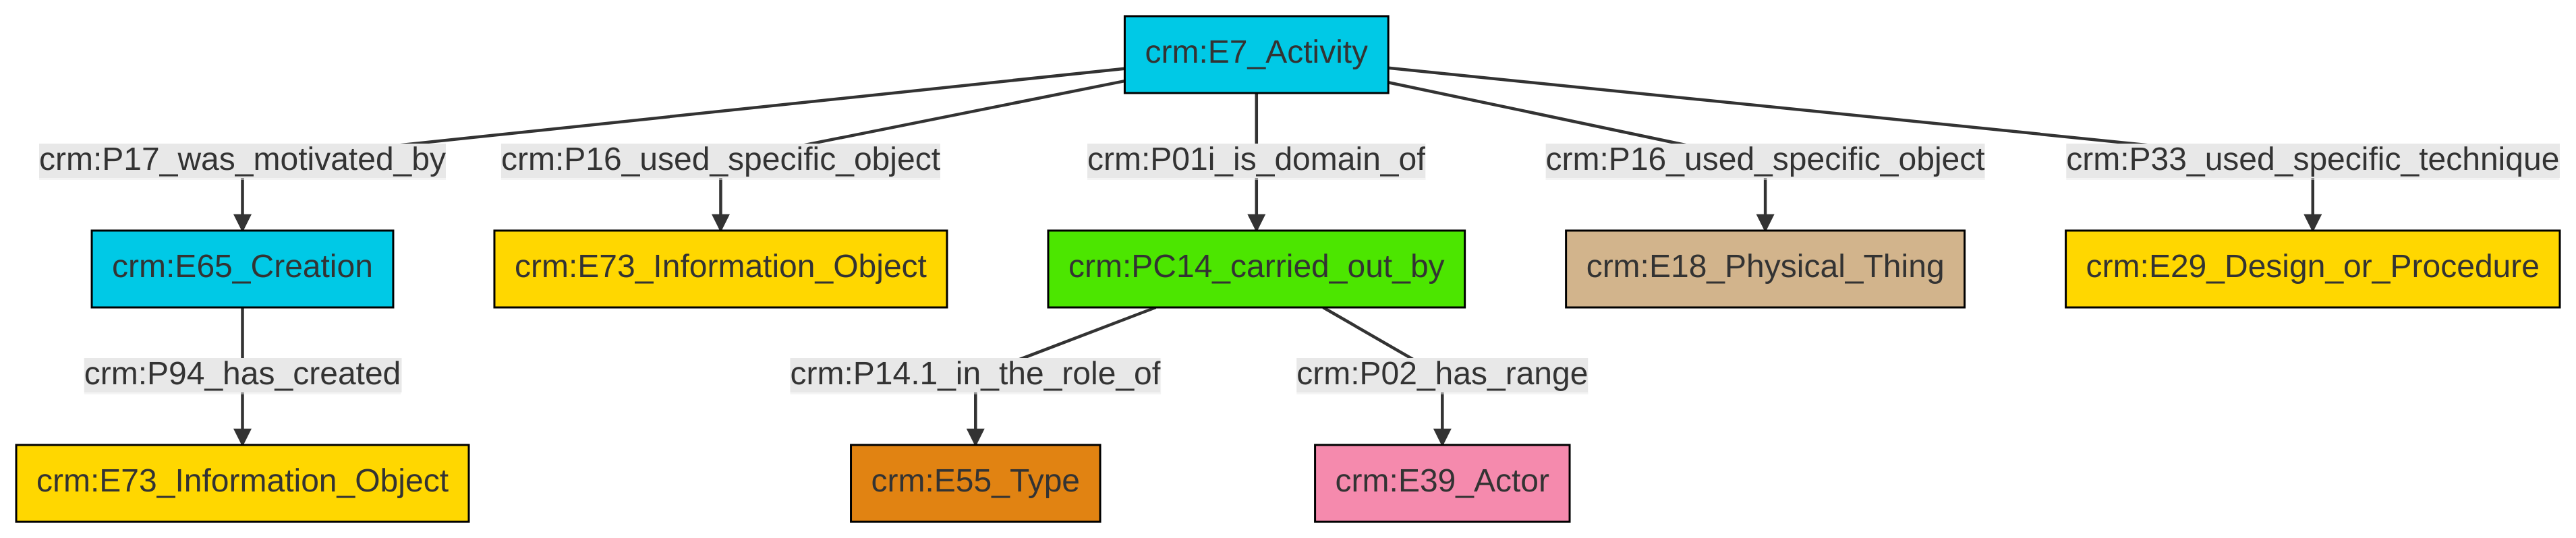 crm:E7_Activity
crm:P17_was_motivated_by
crm:P16_used_specific_object
crm:P01i_is_domain_of
crm:P16_used_specific_object
crm:P33_used_specific_technique
crm:E65_Creation
crm:E73_Information_Object
crm:PC14_carried_out_by
crm:E18_Physical_Thing
crm:E29_Design_or_Procedure
crm:P94_has_created
crm:P14.1_in_the_role_of
crm:P02_has_range
crm:E73_Information_Object
crm:E55_Type
crm:E39_Actor